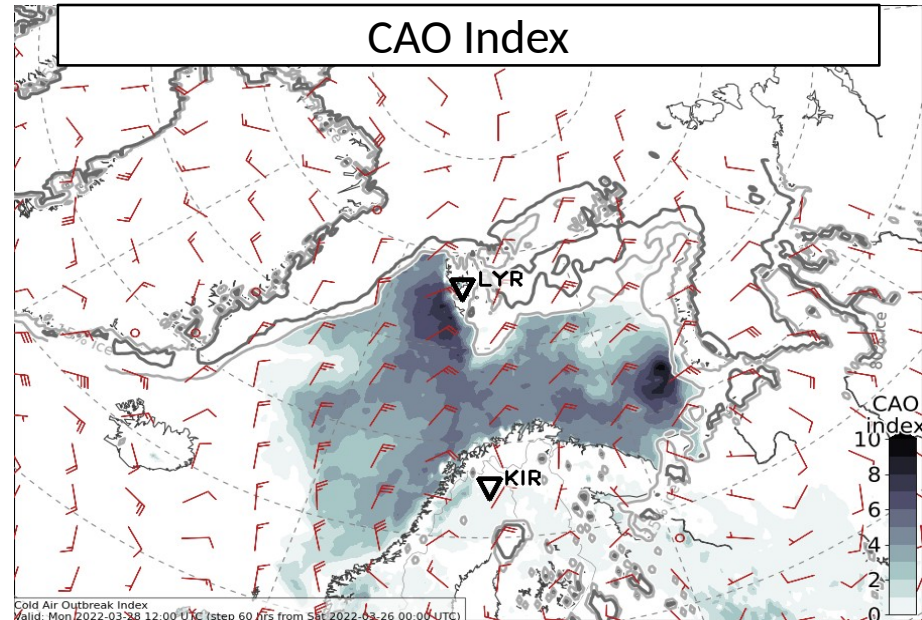 CAO Index
LYR
KIR
CAO
index
10
8
6
4
2
0
Cold Air Outbreak Index
Valid: Mon 2022-03-28 12:00 UTC (step 60 hrs from Sat 2022-03-26 00:00 UTC)